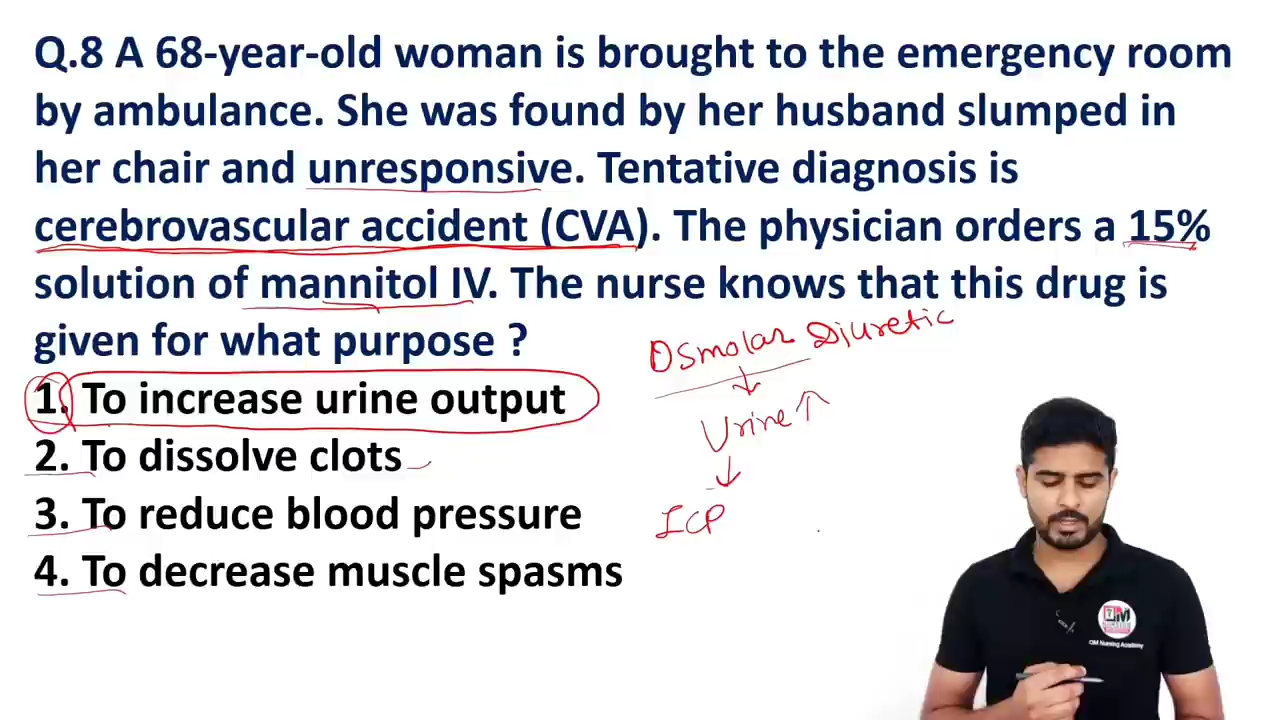 Q.8 A 68-year-old woman is brought to the emergency room
by ambulance. She was found by her husband slumped in
her chair and unresponsive. Tentative diagnosis is
cerebrovascular accident (CVA). The physician orders a 15%
solution of mannitol IV. The nurse knows that this drug is
given for what purpose ?
1. To increase urine output
2. To dissolve clots
3. To reduce blood pressure
4. To decrease muscle spasms
Osmolar Diuretic
Urine ↑
ICP
OM Nursing Academy